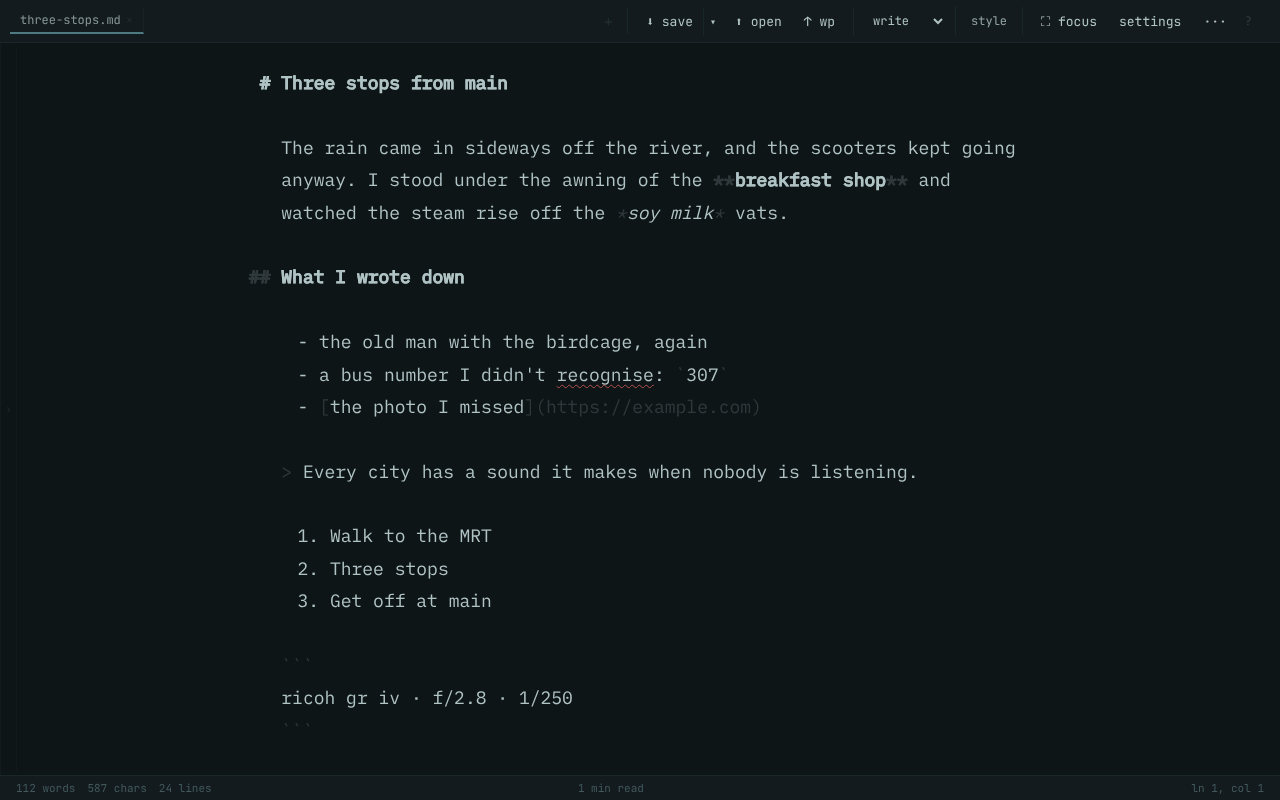 three-stops.md ×
+ ⬇ save ▾ ⬆ open ↑ wp write style ⛶ focus settings ··· ?
# Three stops from main
The rain came in sideways off the river, and the scooters kept going
anyway. I stood under the awning of the **breakfast shop** and
watched the steam rise off the *soy milk* vats.
## What I wrote down
- the old man with the birdcage, again
- a bus number I didn't recognise: `307`
- [the photo I missed](https://example.com)
> Every city has a sound it makes when nobody is listening.
1. Walk to the MRT
2. Three stops
3. Get off at main
```
ricoh gr iv · f/2.8 · 1/250
```
112 words 587 chars 24 lines 1 min read ln 1, col 1